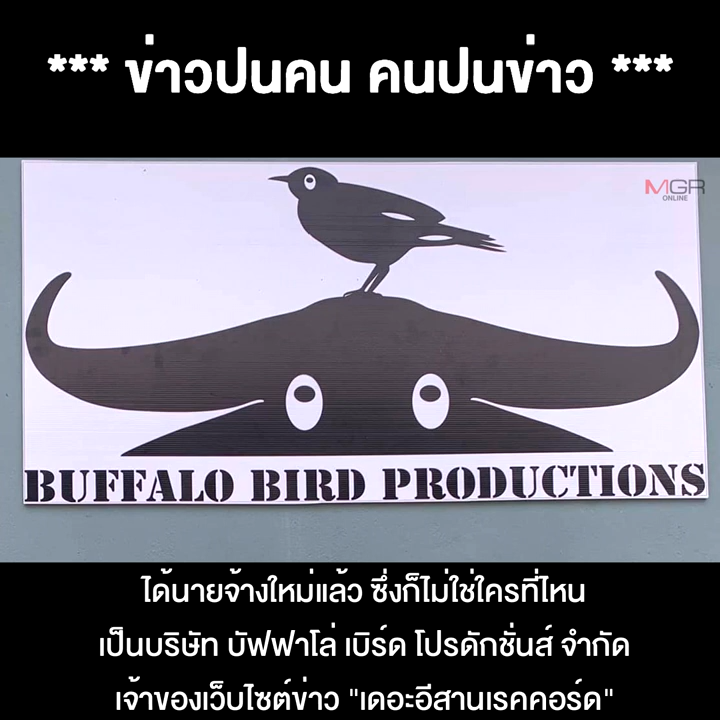 *** ข่าวปนคน คนปนข่าว ***
MGR
ONLINE
BUFFALO BIRD PRODUCTIONS
ได้นายจ้างใหม่แล้ว ซึ่งก็ไม่ใช่ใครที่ไหน
เป็นบริษัท บัฟฟาโล่ เบิร์ด โปรดักชั่นส์ จำกัด
เจ้าของเว็บไซต์ข่าว "เดอะอีสานเรคคอร์ด"